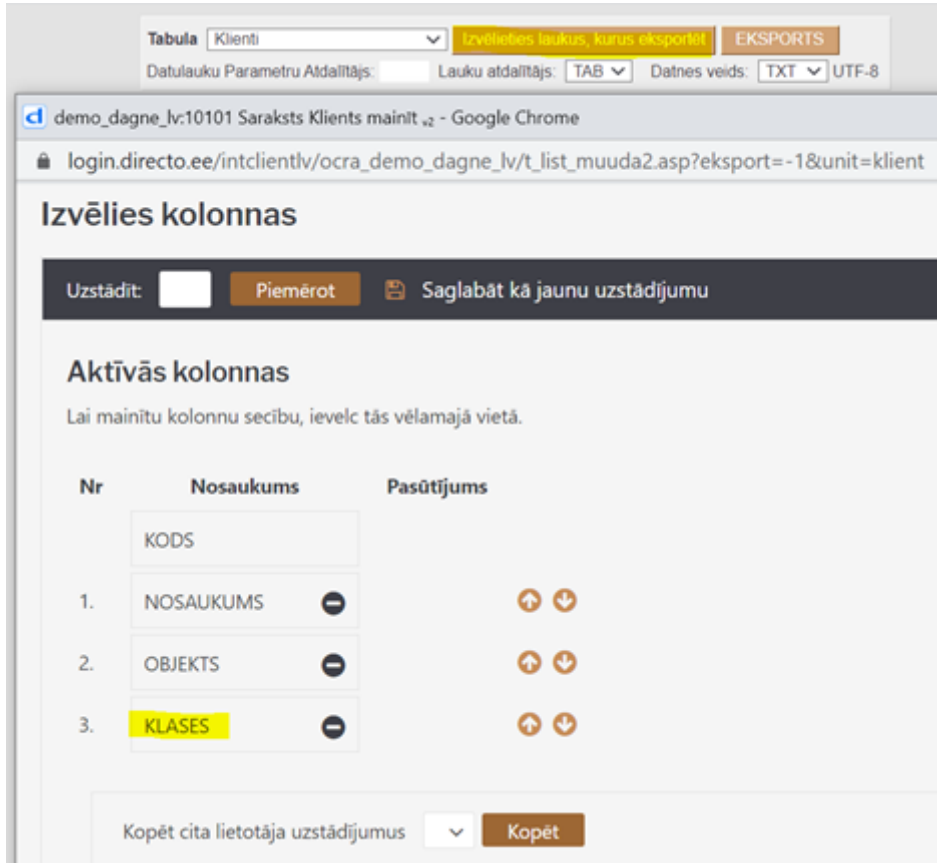 Tabula Klienti Izvēlieties laukus, kurus eksportēt EKSPORTS
Datulauku Parametru Atdalītājs: Lauku atdalītājs: TAB Datnes veids: TXT UTF-8
demo_dagne_lv:10101 Saraksts Klients mainīt v2 - Google Chrome
login.directo.ee/intclientlv/ocra_demo_dagne_lv/t_list_muuda2.asp?eksport=-1&unit=klient
Izvēlies kolonnas
Uzstādīt: Piemērot Saglabāt kā jaunu uzstādījumu
Aktīvās kolonnas
Lai mainītu kolonnu secību, ievelc tās vēlamajā vietā.
Nr Nosaukums Pasūtījums
KODS
1. NOSAUKUMS
2. OBJEKTS
3. KLASES
Kopēt cita lietotāja uzstādījumus Kopēt